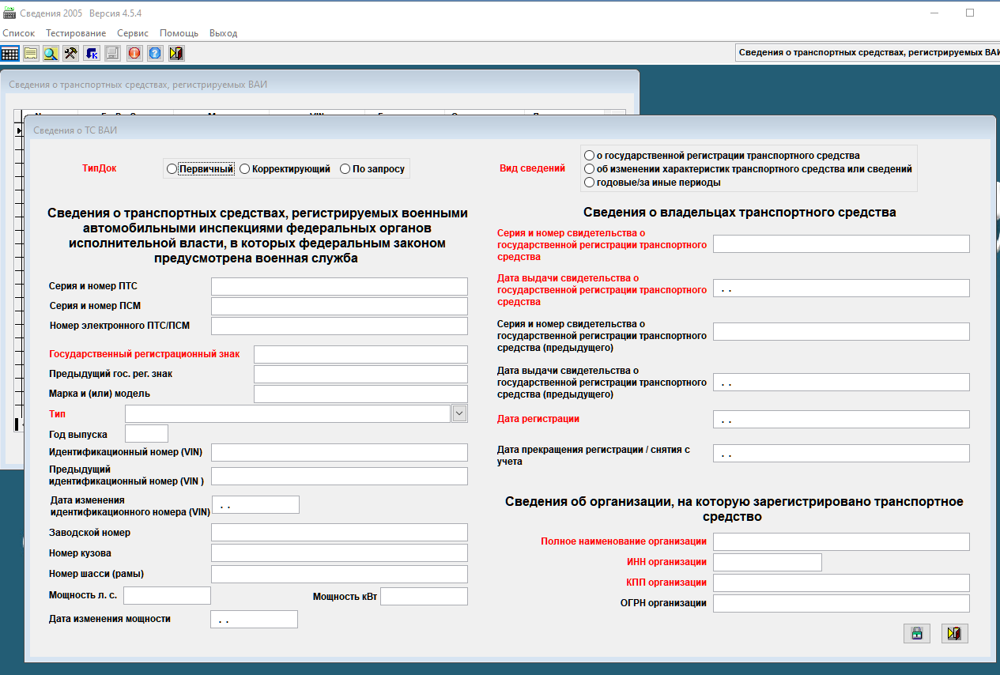 Сведения 2005 Версия 4.5.4
Список Тестирование Сервис Помощь Выход
Сведения о транспортных средствах, регистрируемых ВАИ
Сведения о транспортных средствах, регистрируемых ВАИ
Сведения о ТС ВАИ
ТипДок
Первичный Корректирующий По запросу
Вид сведений
о государственной регистрации транспортного средства
об изменении характеристик транспортного средства или сведений
годовые/за иные периоды
Сведения о транспортных средствах, регистрируемых военными
автомобильными инспекциями федеральных органов
исполнительной власти, в которых федеральным законом
предусмотрена военная служба
Серия и номер ПТС
Серия и номер ПСМ
Номер электронного ПТС/ПСМ
Государственный регистрационный знак
Предыдущий гос. рег. знак
Марка и (или) модель
Тип
Год выпуска
Идентификационный номер (VIN)
Предыдущий
идентификационный номер (VIN )
Дата изменения
идентификационного номера (VIN)
. .
Заводской номер
Номер кузова
Номер шасси (рамы)
Мощность л. с.
Мощность кВт
Дата изменения мощности
. .
Сведения о владельцах транспортного средства
Серия и номер свидетельства о
государственной регистрации транспортного
средства
Дата выдачи свидетельства о
государственной регистрации транспортного
средства
. .
Серия и номер свидетельства о
государственной регистрации транспортного
средства (предыдущего)
Дата выдачи свидетельства о
государственной регистрации транспортного
средства (предыдущего)
. .
Дата регистрации
. .
Дата прекращения регистрации / снятия с
учета
. .
Сведения об организации, на которую зарегистрировано транспортное
средство
Полное наименование организации
ИНН организации
КПП организации
ОГРН организации